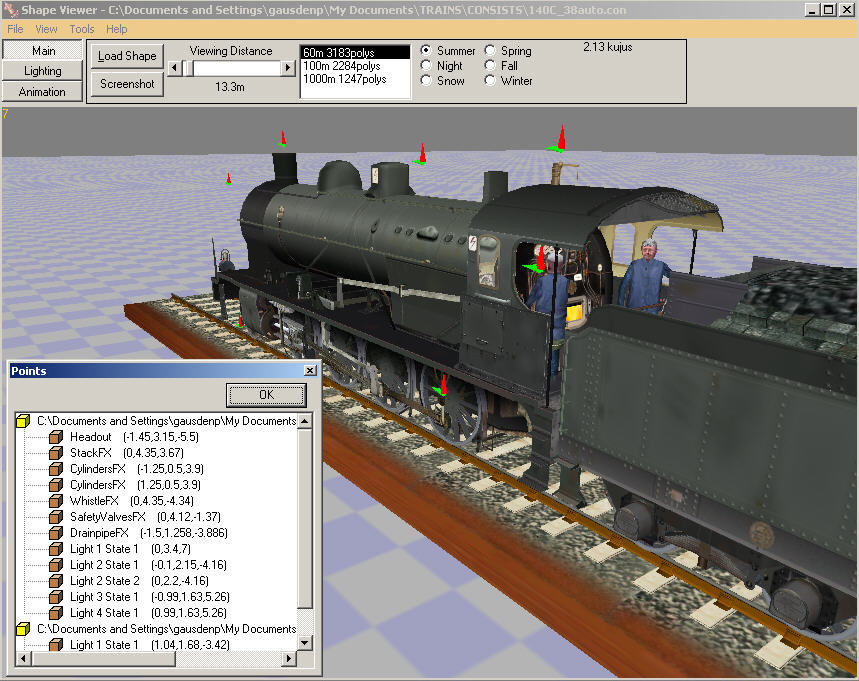 Shape Viewer - C:\Documents and Settings\gausdenp\My Documents\TRAINS\CONSISTS\140C_38auto.con
File View Tools Help
Main
Lighting
Animation
Load Shape
Screenshot
Viewing Distance
13.3m
60m 3183polys
100m 2284polys
1000m 1247polys
Summer Spring
Night Fall
Snow Winter
2.13 kujus
7
Points
OK
C:\Documents and Settings\gausdenp\My Documents
Headout (-1.45,3.15,-5.5)
StackFX (0,4.35,3.67)
CylindersFX (-1.25,0.5,3.9)
CylindersFX (1.25,0.5,3.9)
WhistleFX (0,4.35,-4.34)
SafetyValvesFX (0,4.12,-1.37)
DrainpipeFX (-1.5,1.258,-3.886)
Light 1 State 1 (0,3.4,7)
Light 2 State 1 (-0.1,2.15,-4.16)
Light 2 State 2 (0,2.2,-4.16)
Light 3 State 1 (-0.99,1.63,5.26)
Light 4 State 1 (0.99,1.63,5.26)
C:\Documents and Settings\gausdenp\My Documents
Light 1 State 1 (1.04,1.68,-3.42)